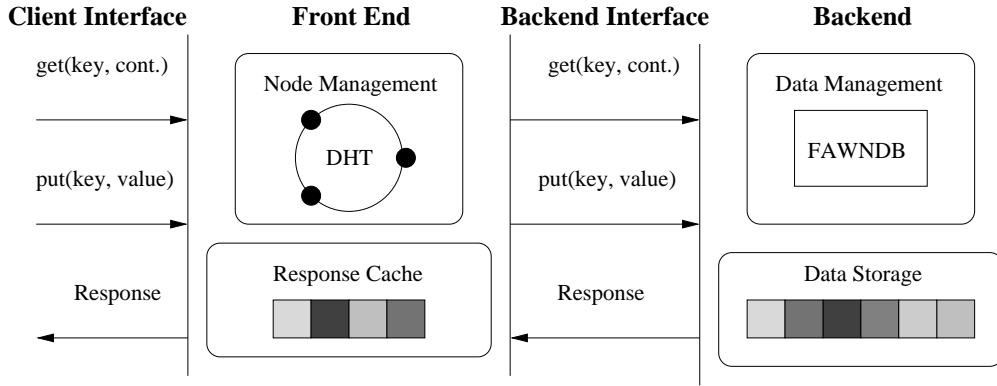 Client Interface
Front End
Backend Interface
Backend
get(key, cont.)
put(key, value)
Response
Node Management
DHT
Response Cache
get(key, cont.)
put(key, value)
Response
Data Management
FAWNDB
Data Storage